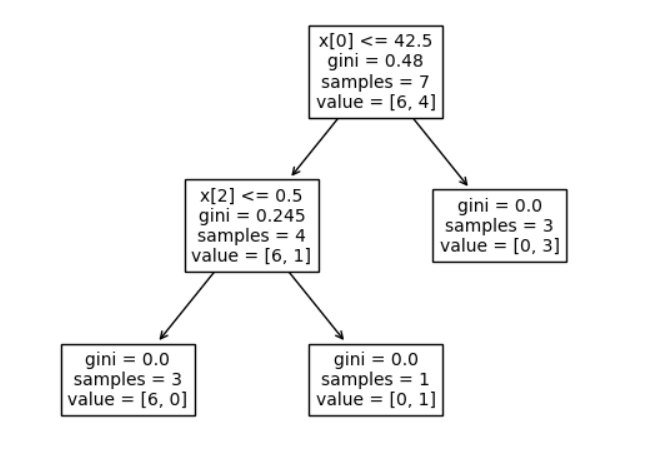 x[0] <= 42.5
gini = 0.48
samples = 7
value = [6, 4]
x[2] <= 0.5
gini = 0.245
samples = 4
value = [6, 1]
gini = 0.0
samples = 3
value = [0, 3]
gini = 0.0
samples = 3
value = [6, 0]
gini = 0.0
samples = 1
value = [0, 1]